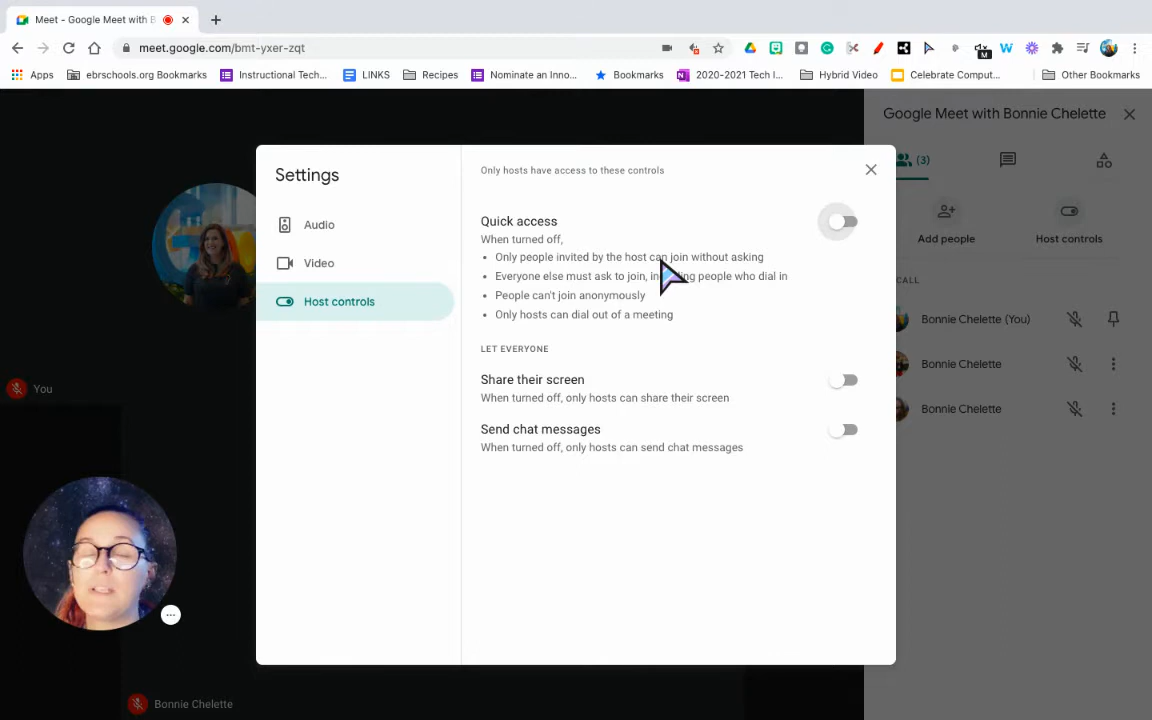 Meet - Google Meet with B
meet.google.com/bmt-yxer-zqt
M
Apps
ebrschools.org Bookmarks
Instructional Tech...
LINKS
Recipes
Nominate an Inno...
Bookmarks
2020-2021 Tech I...
Hybrid Video
Celebrate Comput...
Other Bookmarks
Google Meet with Bonnie Chelette
(3)
Add people
Host controls
CALL
Bonnie Chelette (You)
Bonnie Chelette
Bonnie Chelette
Settings
Audio
Video
Host controls
Only hosts have access to these controls
Quick access
When turned off,
• Only people invited by the host can join without asking
• Everyone else must ask to join, people who dial in
• People can't join anonymously
• Only hosts can dial out of a meeting
LET EVERYONE
Share their screen
When turned off, only hosts can share their screen
Send chat messages
When turned off, only hosts can send chat messages
You
Bonnie Chelette